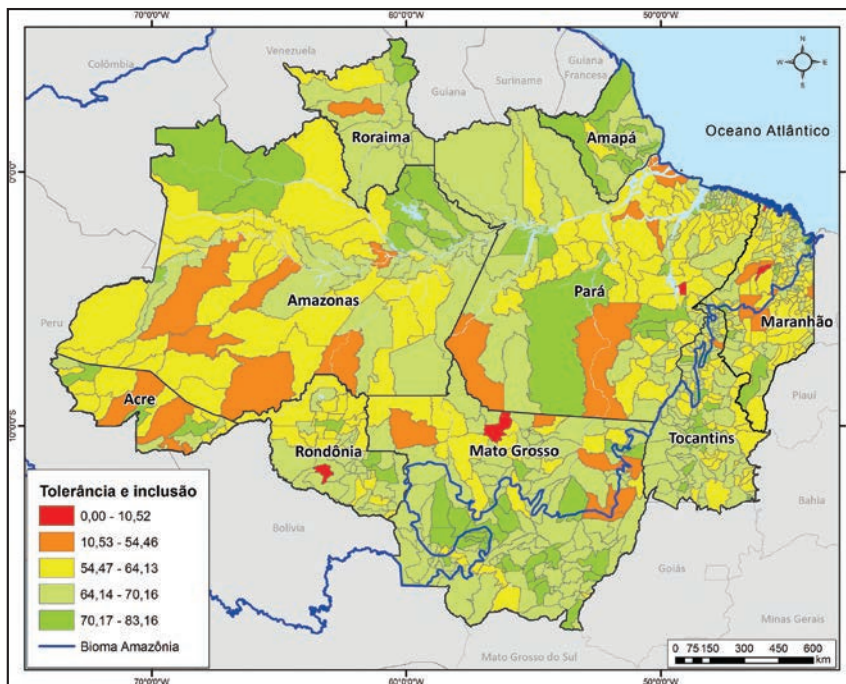 70°0'0"W 60°0'0"W 50°0'0"W
Colômbia
Venezuela
Guiana
Suriname
Guiana
Francesa
N
W E
S
Roraima
Amapá
Oceano Atlântico
0°0'0"
Amazonas
Pará
Maranhão
Peru
Piauí
Acre
10°0'0"S
Rondônia
Mato Grosso
Tocantins
Bahia
Bolívia
Goiás
Minas Gerais
Mato Grosso do Sul
Tolerância e inclusão
0,00 - 10,52
10,53 - 54,46
54,47 - 64,13
64,14 - 70,16
70,17 - 83,16
Bioma Amazônia
0 75 150 300 450 600
km
70°0'0"W 60°0'0"W 50°0'0"W